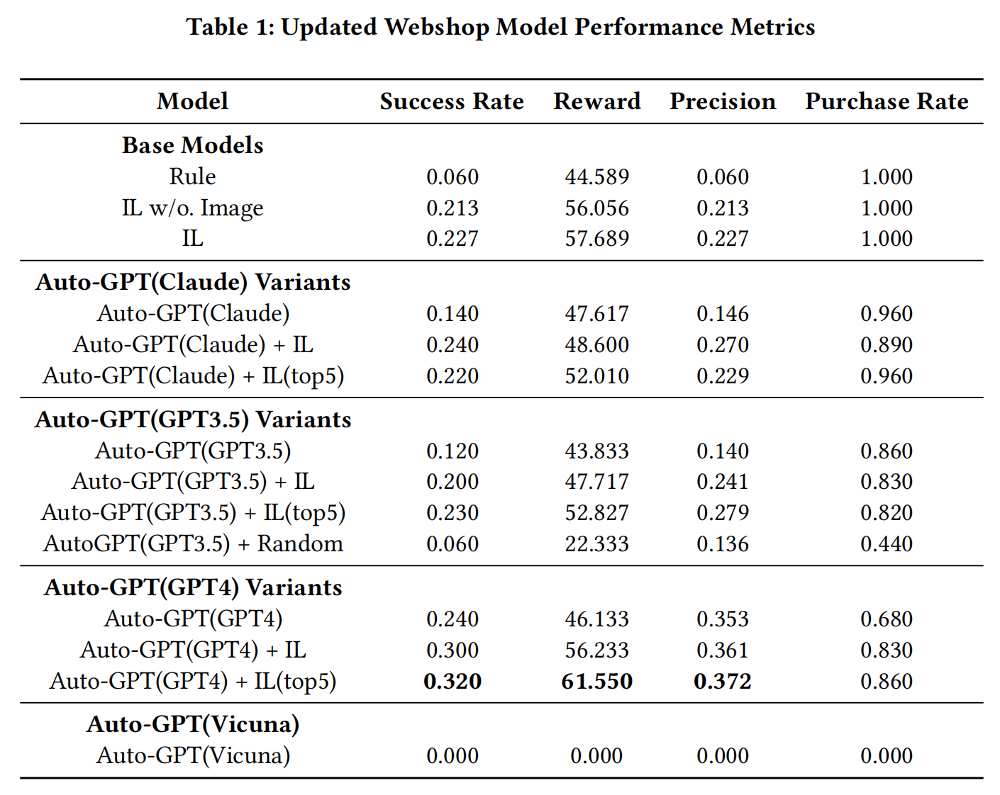 Table 1: Updated Webshop Model Performance Metrics
Model Success Rate Reward Precision Purchase Rate
Base Models
Rule 0.060 44.589 0.060 1.000
IL w/o. Image 0.213 56.056 0.213 1.000
IL 0.227 57.689 0.227 1.000
Auto-GPT(Claude) Variants
Auto-GPT(Claude) 0.140 47.617 0.146 0.960
Auto-GPT(Claude) + IL 0.240 48.600 0.270 0.890
Auto-GPT(Claude) + IL(top5) 0.220 52.010 0.229 0.960
Auto-GPT(GPT3.5) Variants
Auto-GPT(GPT3.5) 0.120 43.833 0.140 0.860
Auto-GPT(GPT3.5) + IL 0.200 47.717 0.241 0.830
Auto-GPT(GPT3.5) + IL(top5) 0.230 52.827 0.279 0.820
AutoGPT(GPT3.5) + Random 0.060 22.333 0.136 0.440
Auto-GPT(GPT4) Variants
Auto-GPT(GPT4) 0.240 46.133 0.353 0.680
Auto-GPT(GPT4) + IL 0.300 56.233 0.361 0.830
Auto-GPT(GPT4) + IL(top5) 0.320 61.550 0.372 0.860
Auto-GPT(Vicuna)
Auto-GPT(Vicuna) 0.000 0.000 0.000 0.000